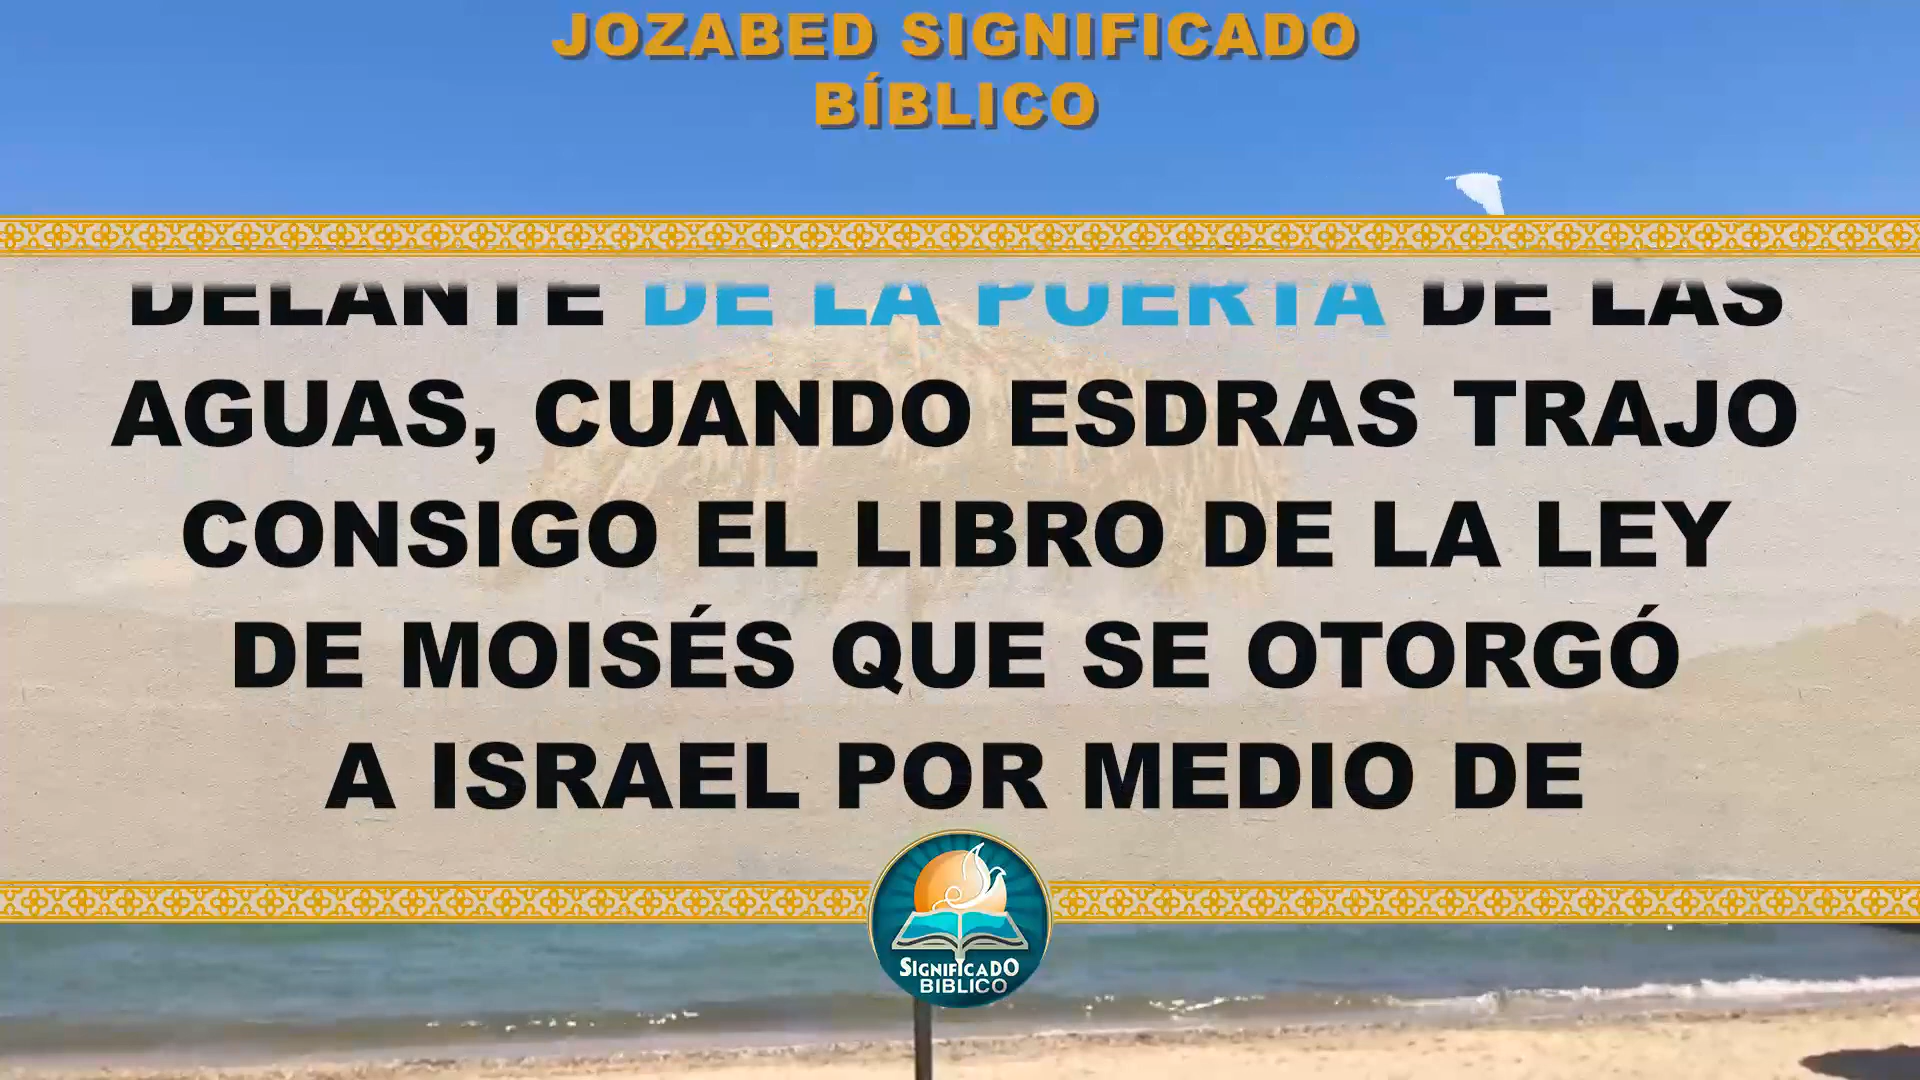 JOZABED SIGNIFICADO
BÍBLICO
DELANTE DE LA PUERTA DE LAS
AGUAS, CUANDO ESDRAS TRAJO
CONSIGO EL LIBRO DE LA LEY
DE MOISÉS QUE SE OTORGÓ
A ISRAEL POR MEDIO DE
SIGNIFICADO
BIBLICO